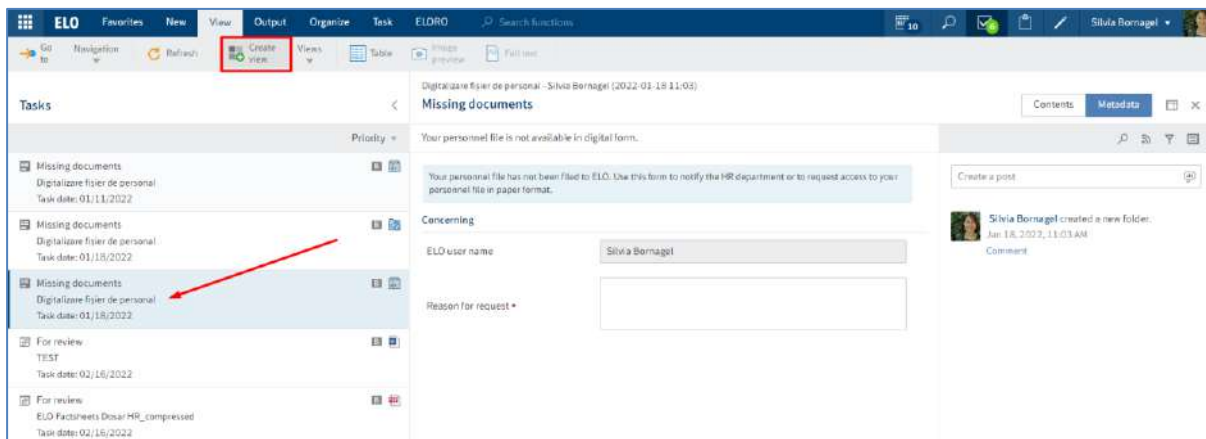 ELO Favorites New View Output Organize Task ELORO Search functions 10 Silvia Bornagel
Go to Navigation Refresh Create view Views Table Image preview Full text
Tasks
Priority
Missing documents
Digitalizare fișier de personal
Task date: 01/11/2022
Missing documents
Digitalizare fișier de personal
Task date: 01/18/2022
Missing documents
Digitalizare fișier de personal
Task date: 01/18/2022
For review
TEST
Task date: 02/16/2022
For review
ELO Factsheets Dosar HR_compressed
Task date: 02/16/2022
Digitalizare fișier de personal - Silvia Bornagel (2022-01-18 11:03)
Missing documents
Contents Metadata
Your personnel file is not available in digital form.
Your personnel file has not been filed to ELO. Use this form to notify the HR department or to request access to your
personnel file in paper format.
Concerning
ELO user name Silvia Bornagel
Reason for request
Create a post
Silvia Bornagel created a new folder.
Jan 18, 2022, 11:03 AM
Comment